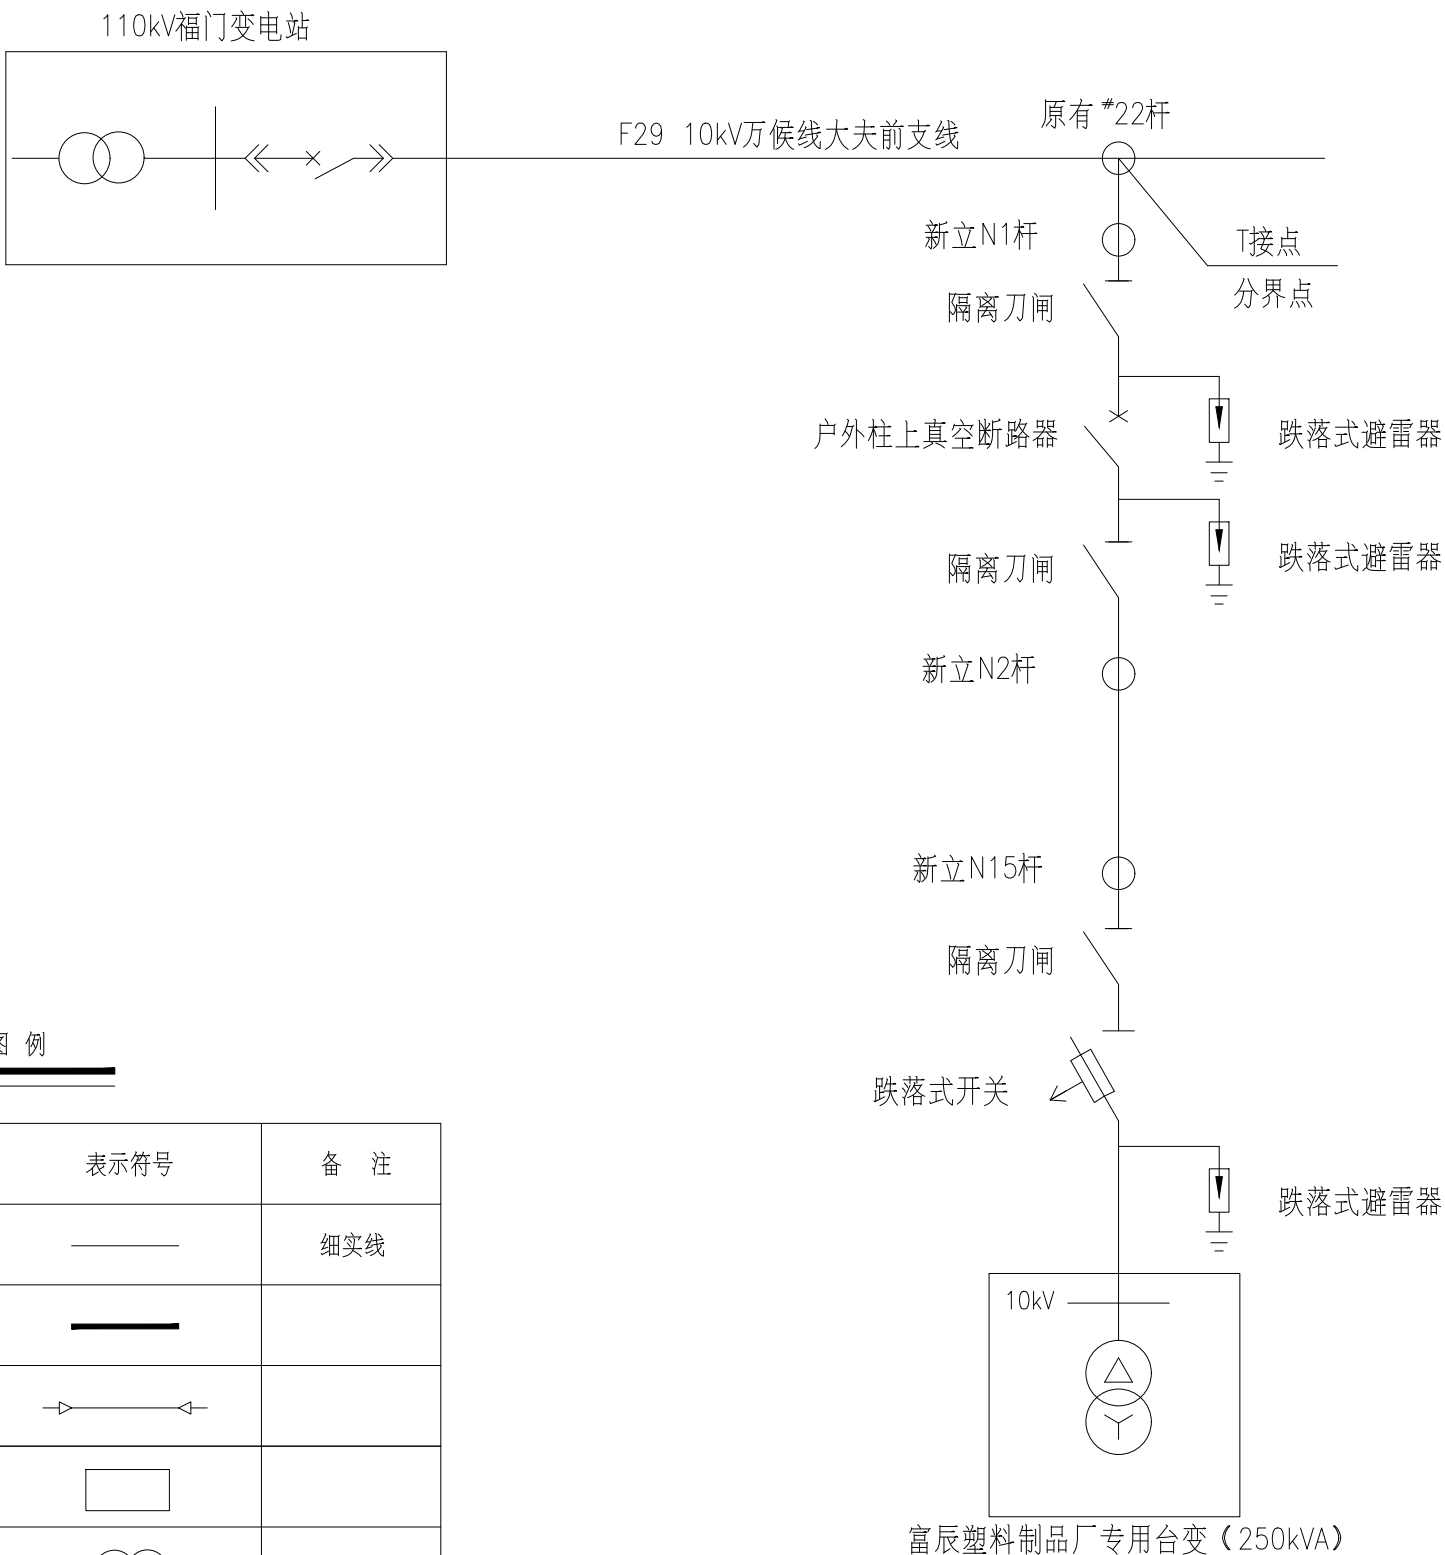 110kV福门变电站
F29 10kV万候线大夫前支线
原有#22杆
新立N1杆
T接点
分界点
隔离刀闸
户外柱上真空断路器
跌落式避雷器
跌落式避雷器
隔离刀闸
新立N2杆
新立N15杆
隔离刀闸
图 例
跌落式开关
表示符号
备 注
跌落式避雷器
细实线
10kV
富辰塑料制品厂专用台变（250kVA）